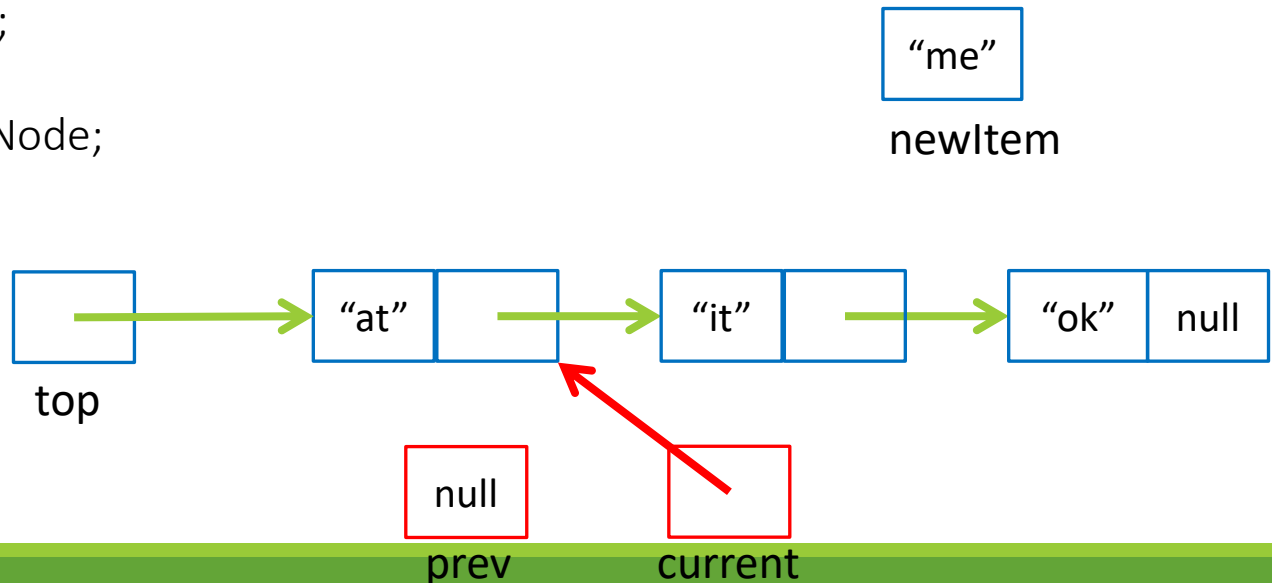 ;
“me”
Node;
newItem
“at”
“it”
“ok” null
top
null
prev current